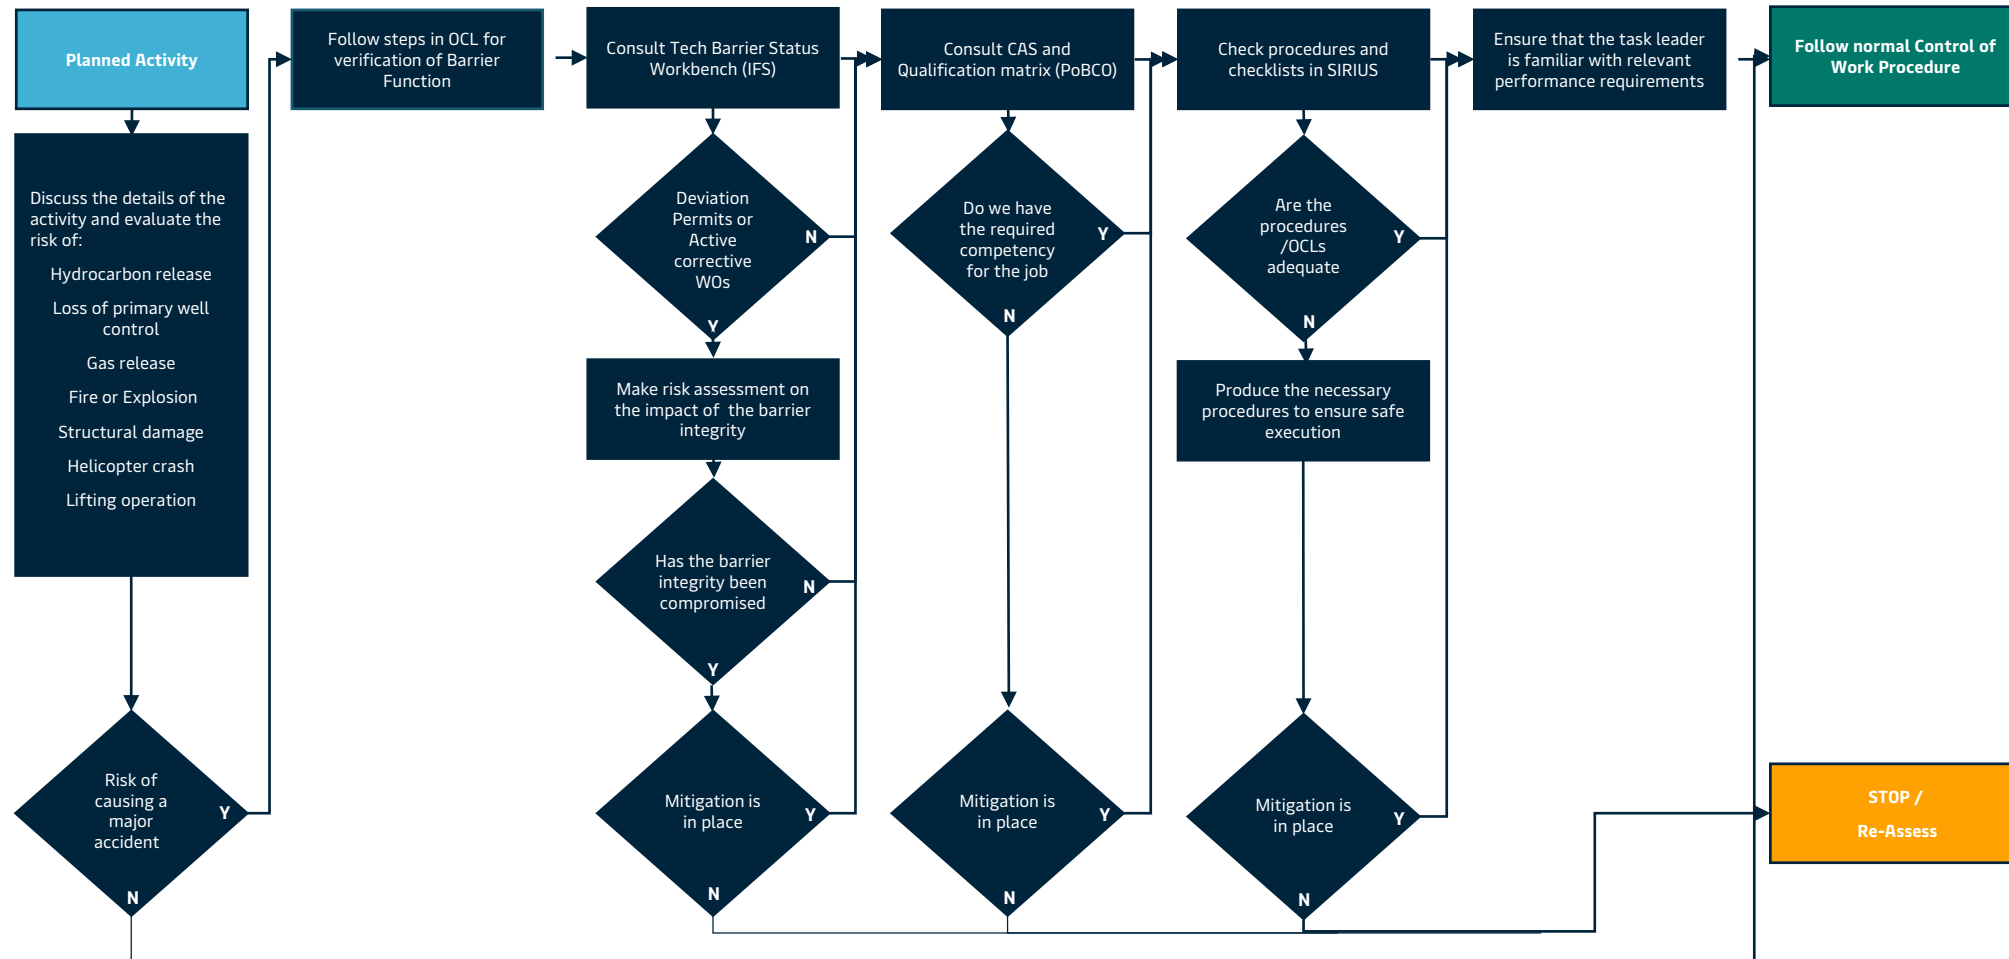 Planned Activity
Discuss the details of the
activity and evaluate the
risk of:
Hydrocarbon release
Loss of primary well
control
Gas release
Fire or Explosion
Structural damage
Helicopter crash
Lifting operation
Risk of
causing a
major
accident
Y
N
Follow steps in OCL for
verification of Barrier
Function
Consult Tech Barrier Status
Workbench (IFS)
Deviation
Permits or
Active
corrective
WOs
N
Y
Make risk assessment on
the impact of the barrier
integrity
Has the barrier
integrity been
compromised
N
Y
Mitigation is
in place
Y
N
Consult CAS and
Qualification matrix (PoBCO)
Do we have
the required
competency
for the job
Y
N
Mitigation is
in place
Y
N
Check procedures and
checklists in SIRIUS
Are the
procedures
/OCLs
adequate
Y
N
Produce the necessary
procedures to ensure safe
execution
Mitigation is
in place
Y
N
Ensure that the task leader
is familiar with relevant
performance requirements
Follow normal Control of
Work Procedure
STOP /
Re-Assess